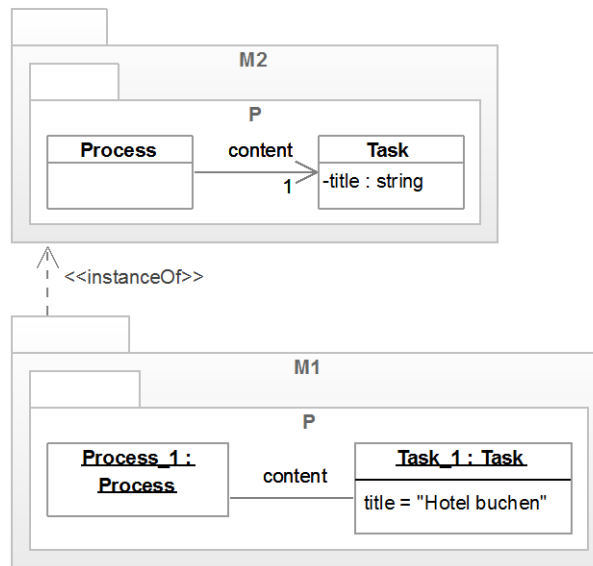 M2
P
Process
content
Task
1
-title : string
<<instanceOf>>
M1
P
Process_1 :
Process
content
Task_1 : Task
title = "Hotel buchen"